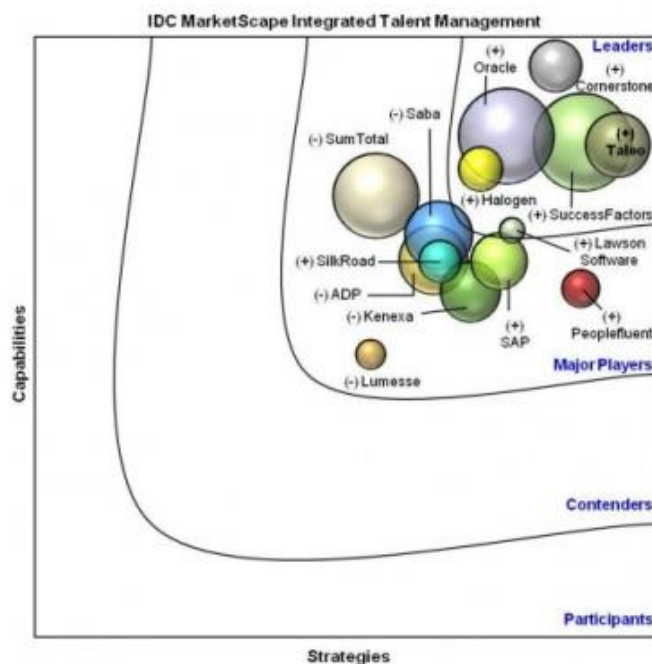 IDC MarketScape Integrated Talent Management
Leaders
(+)
Oracle
(+)
Cornerstone
(-) Saba
(-) SumTotal
(+)
Taleo
(+) Halogen
(+) SuccessFactors
(+) SilkRoad
(+) Lawson
Software
(-) ADP
(-) Kenexa
(+)
SAP
(+)
Peoplefluent
(-) Lumesse
Major Players
Capabilities
Contenders
Participants
Strategies